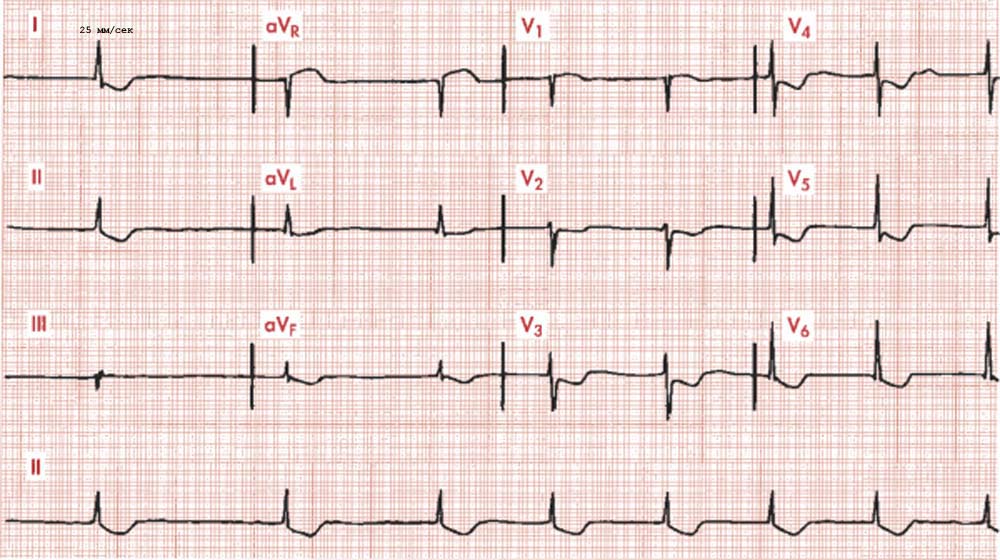 I 25 мм/сек aVR V1 V4
II aVL V2 V5
III aVF V3 V6
II